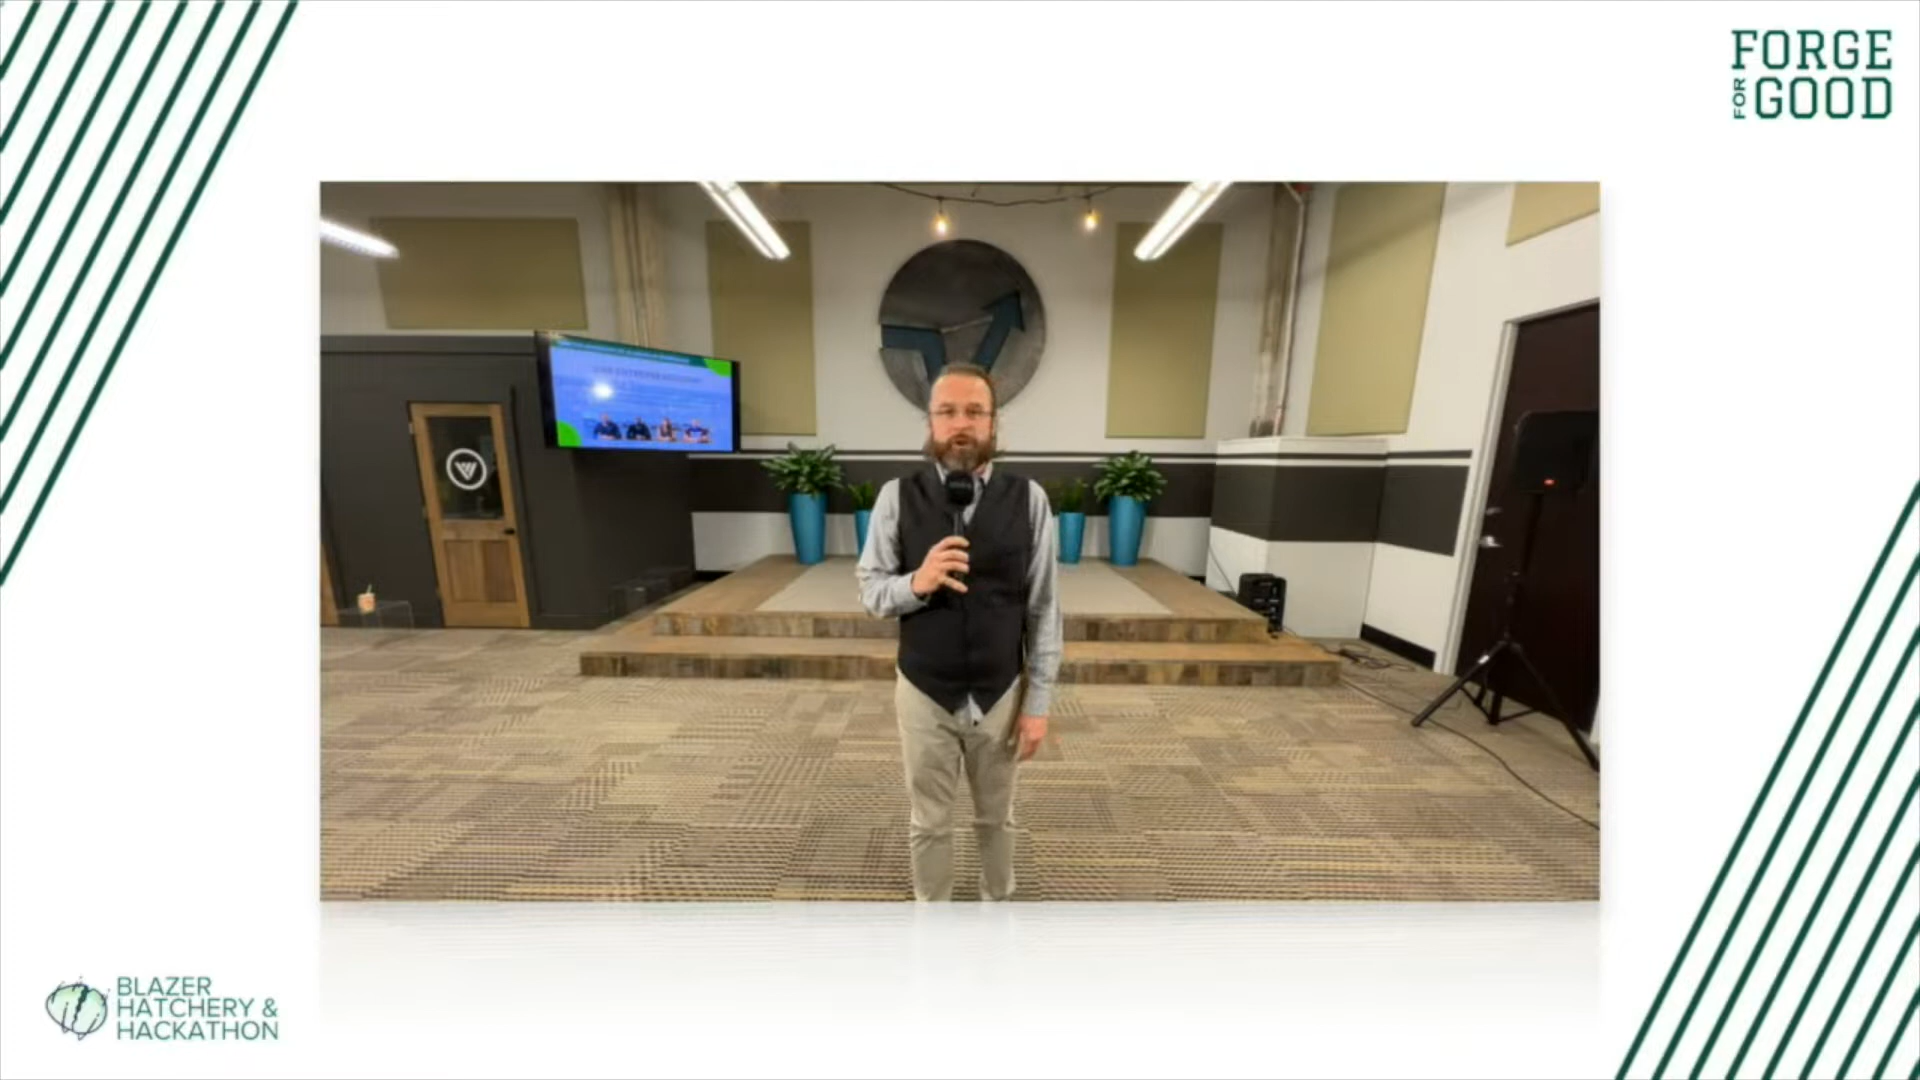 FORGE
FOR GOOD
BLAZER
HATCHERY &
HACKATHON